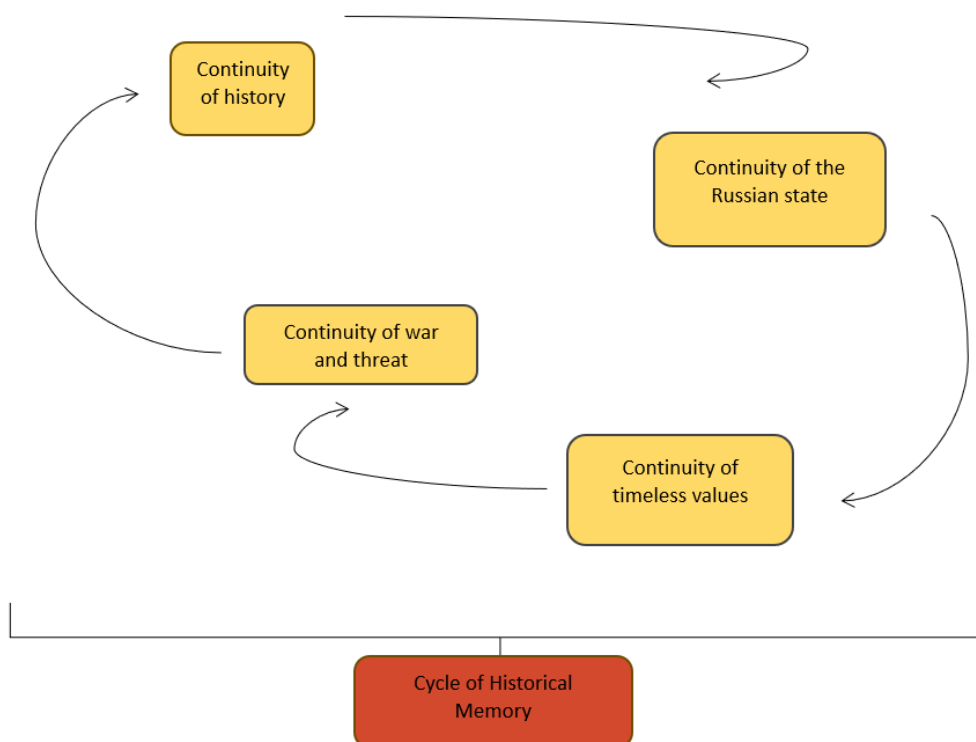 Continuity
of history
Continuity of the
Russian state
Continuity of war
and threat
Continuity of
timeless values
Cycle of Historical
Memory